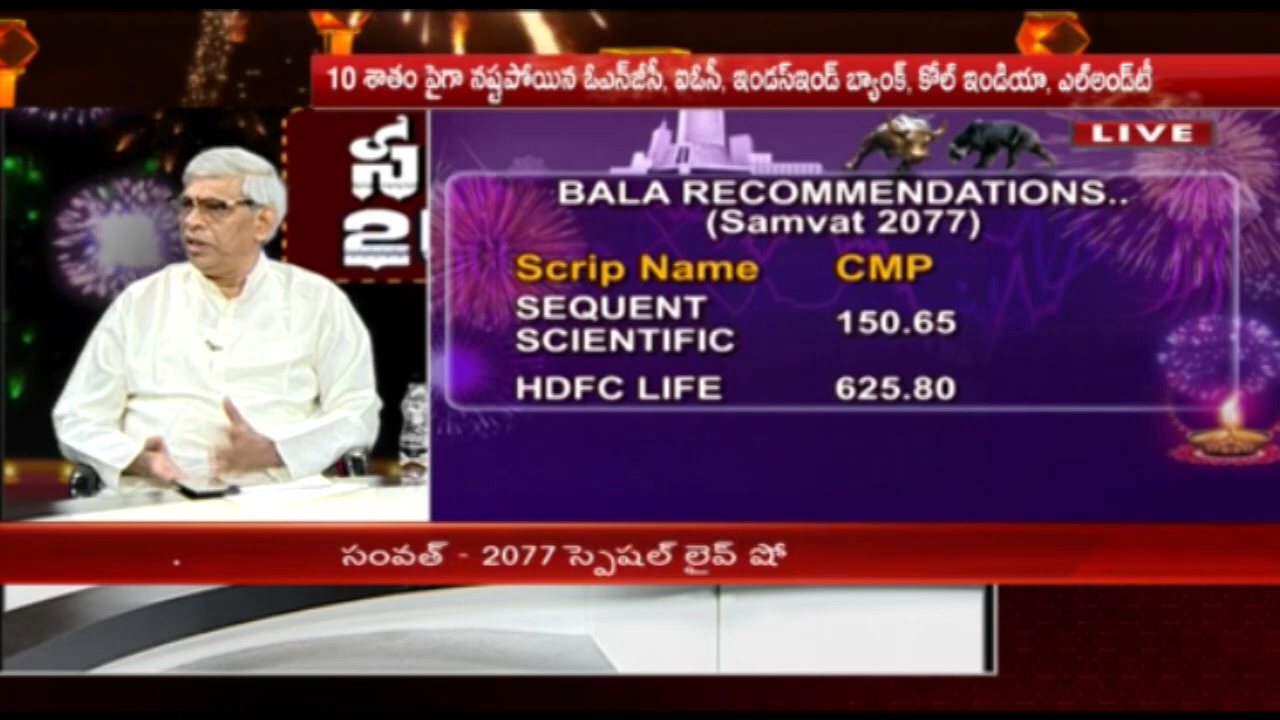 10 శాతం పైగా నష్టపోయిన ఓఎన్‌జీసీ, ఐఓసీ, ఇండస్ఇండ్ బ్యాంక్, కోల్ ఇండియా, ఎల్అండ్‌టీ
LIVE
BALA RECOMMENDATIONS..
(Samvat 2077)
Scrip Name CMP
SEQUENT
SCIENTIFIC 150.65
HDFC LIFE 625.80
సంవత్ - 2077 స్పెషల్ లైవ్ షో